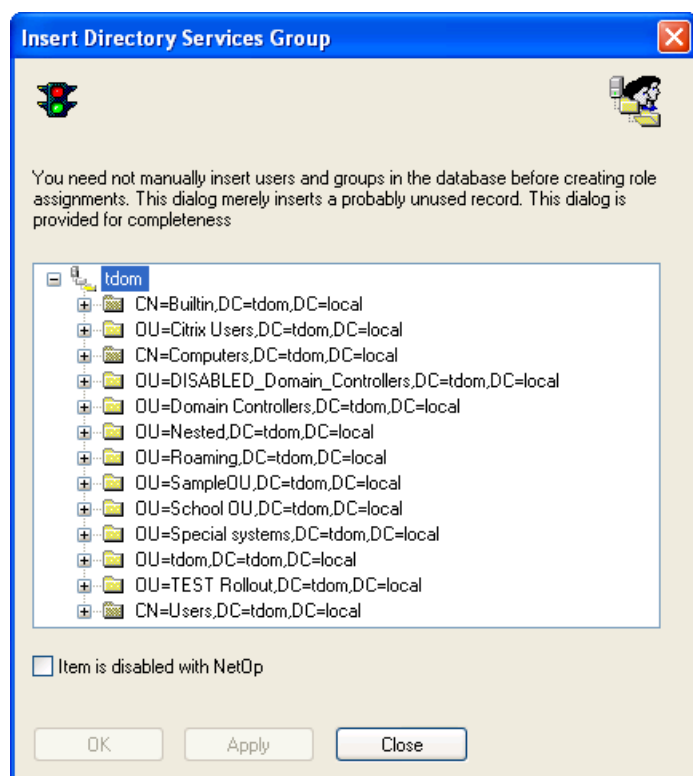 Insert Directory Services Group
You need not manually insert users and groups in the database before creating role
assignments. This dialog merely inserts a probably unused record. This dialog is
provided for completeness
tdom
CN=Builtin,DC=tdom,DC=local
OU=Citrix Users,DC=tdom,DC=local
CN=Computers,DC=tdom,DC=local
OU=DISABLED_Domain_Controllers,DC=tdom,DC=local
OU=Domain Controllers,DC=tdom,DC=local
OU=Nested,DC=tdom,DC=local
OU=Roaming,DC=tdom,DC=local
OU=SampleOU,DC=tdom,DC=local
OU=School OU,DC=tdom,DC=local
OU=Special systems,DC=tdom,DC=local
OU=tdom,DC=tdom,DC=local
OU=TEST Rollout,DC=tdom,DC=local
CN=Users,DC=tdom,DC=local
Item is disabled with NetOp
OK Apply Close